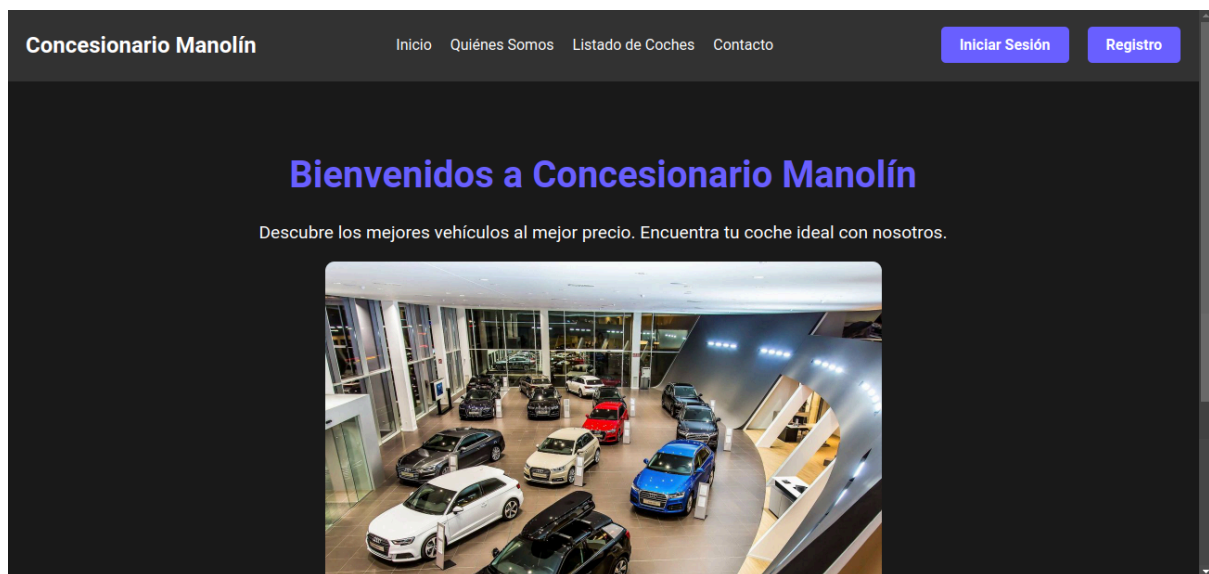 Concesionario Manolín
Inicio Quiénes Somos Listado de Coches Contacto
Iniciar Sesión Registro
Bienvenidos a Concesionario Manolín
Descubre los mejores vehículos al mejor precio. Encuentra tu coche ideal con nosotros.